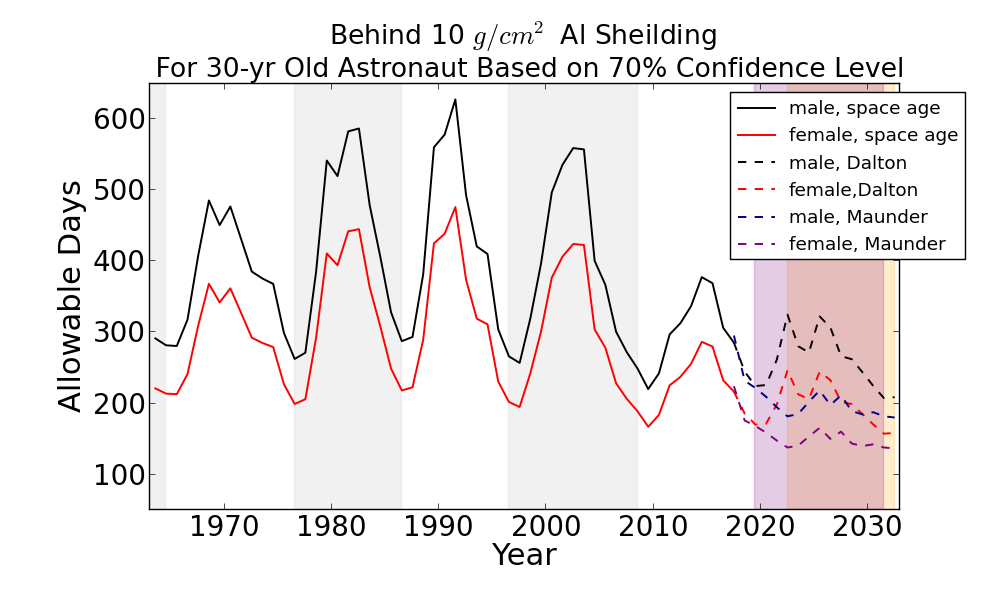 Behind 10 g/cm² Al Sheilding
For 30-yr Old Astronaut Based on 70% Confidence Level
600
500
400
300
200
100
Allowable Days
male, space age
female, space age
male, Dalton
female,Dalton
male, Maunder
female, Maunder
1970 1980 1990 2000 2010 2020 2030
Year